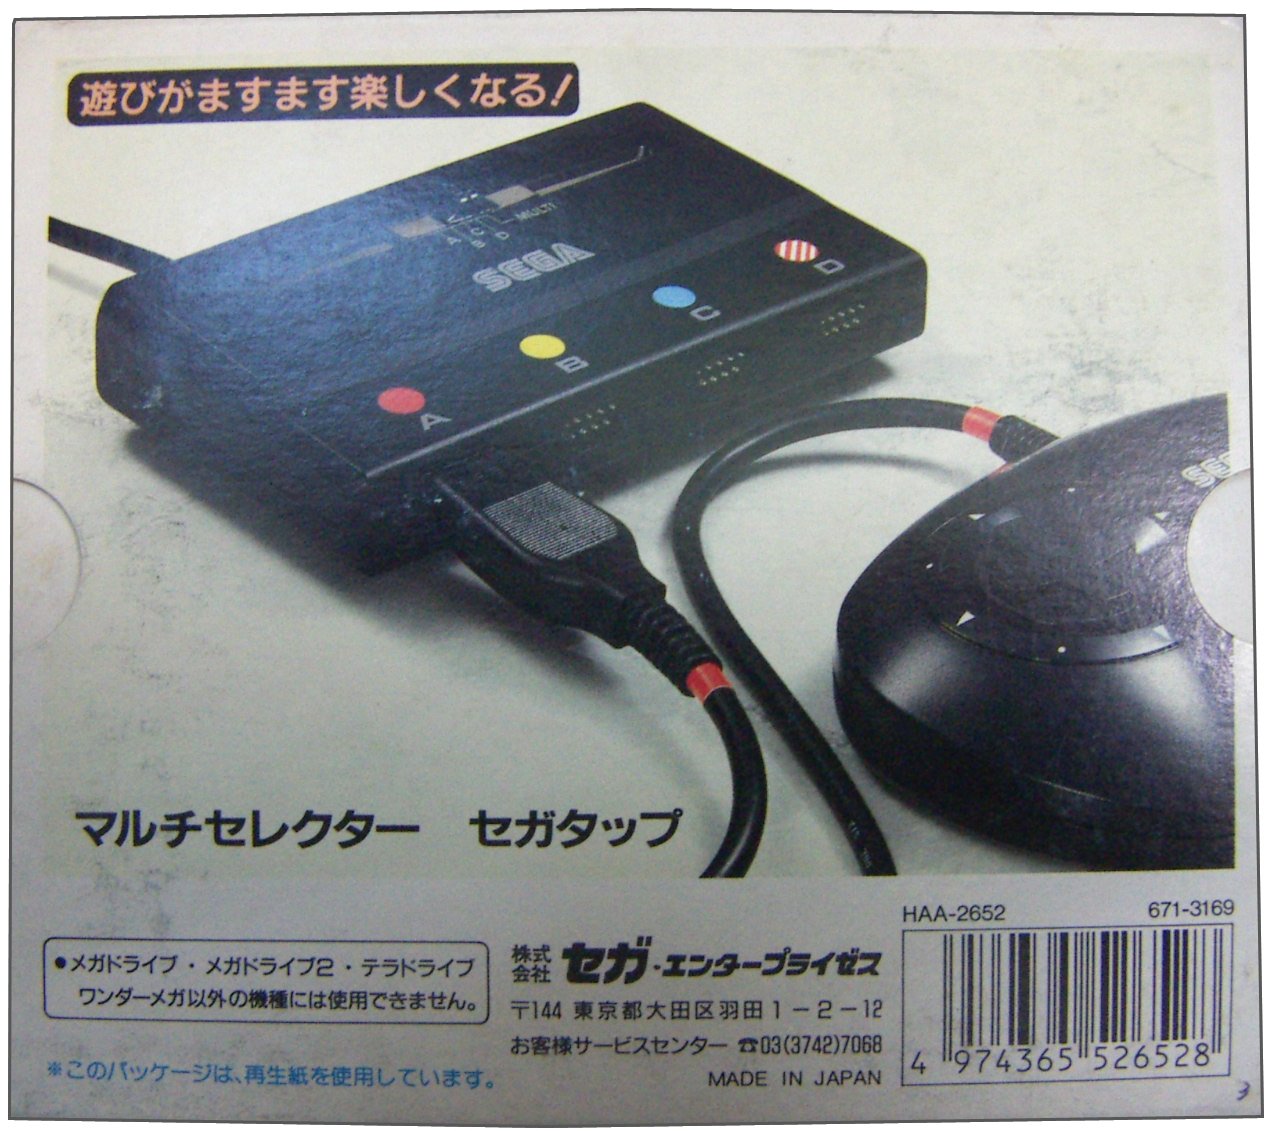 遊びがますます楽しくなる!
A B C D MULTI
SEGA
A
B
C
D
マルチセレクター　セガタップ
HAA-2652
671-3169
●メガドライブ・メガドライブ2・テラドライブ
ワンダーメガ以外の機種には使用できません。
※このパッケージは、再生紙を使用しています。
株式会社 セガ・エンタープライゼス
〒144 東京都大田区羽田1-2-12
お客様サービスセンター ☎03(3742)7068
MADE IN JAPAN
4 974365 526528
3